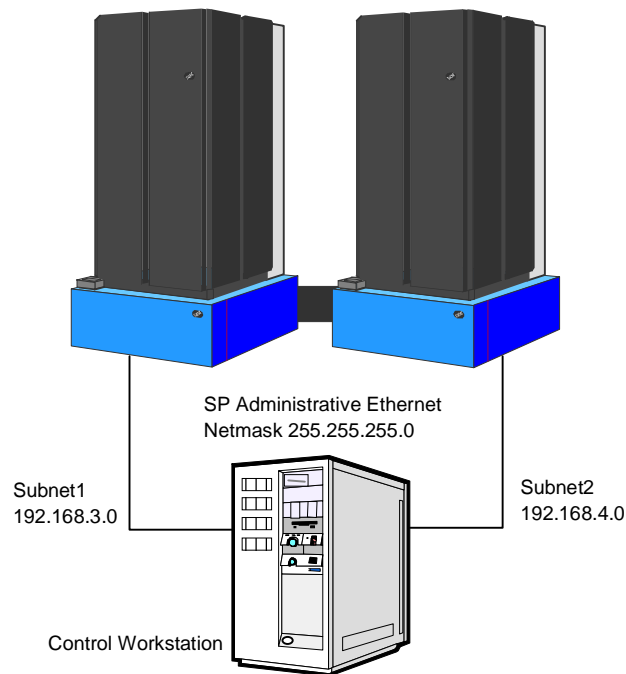 SP Administrative Ethernet
Netmask 255.255.255.0
Subnet1
192.168.3.0
Subnet2
192.168.4.0
Control Workstation